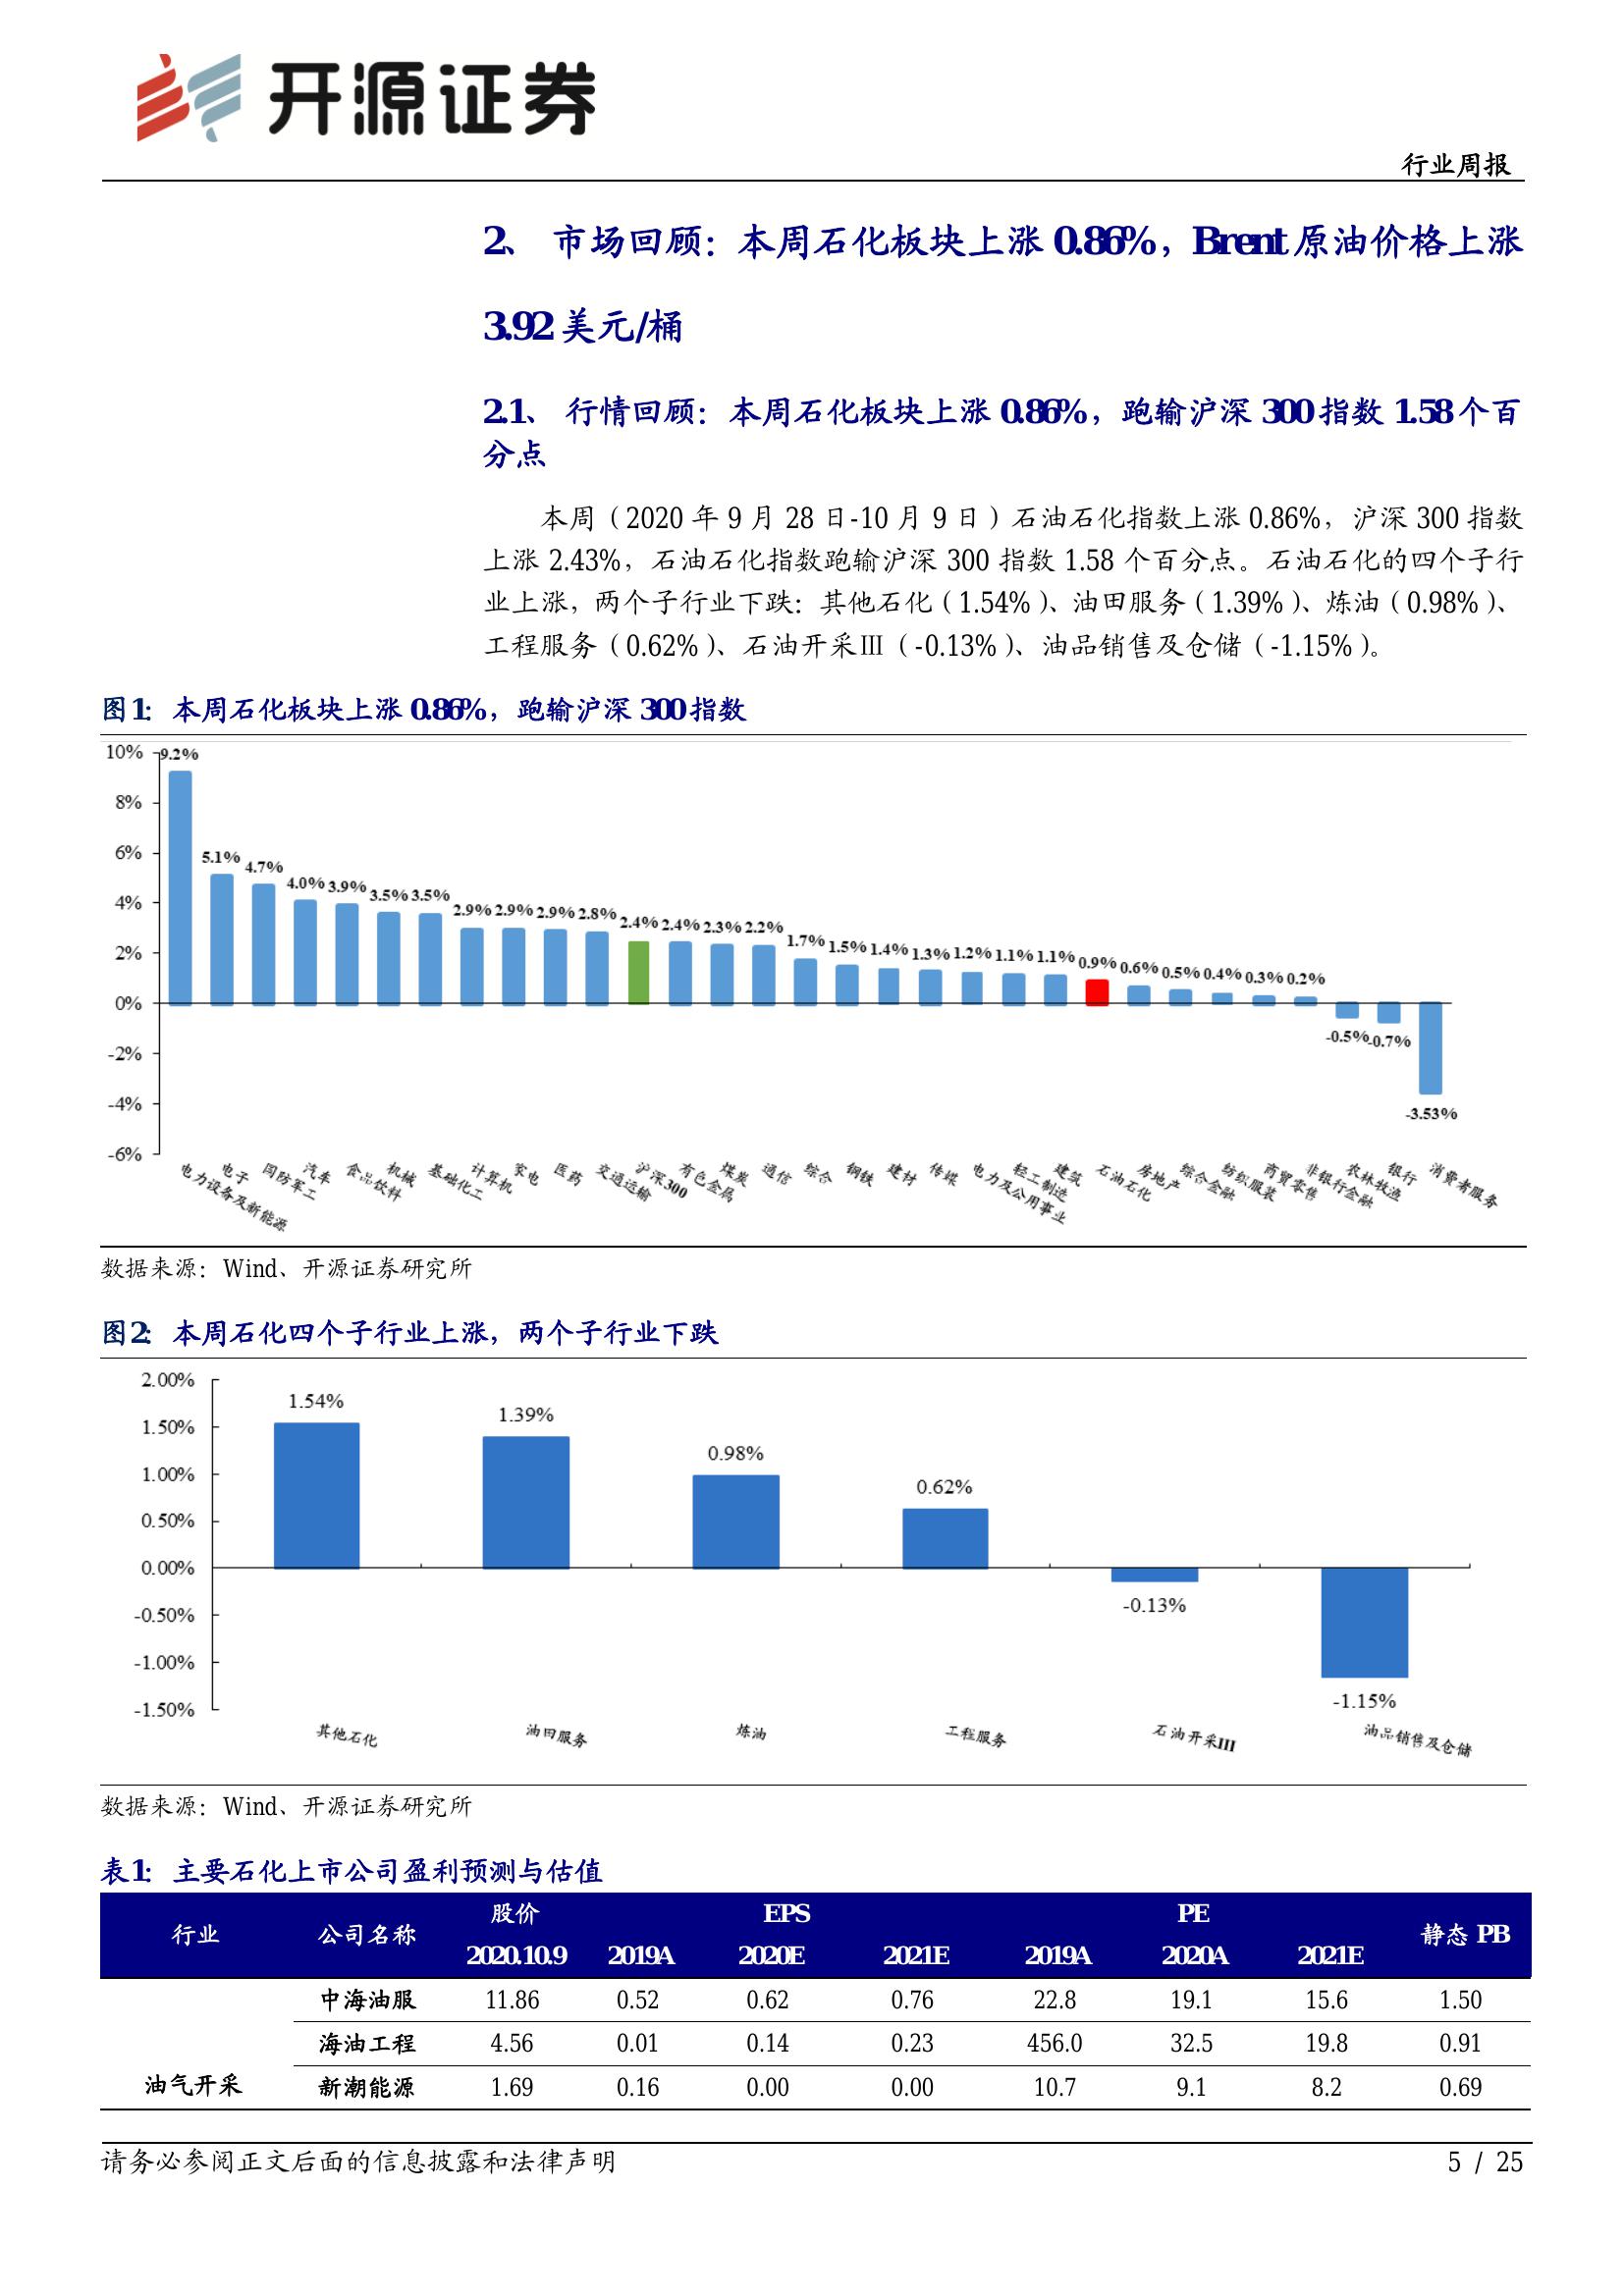 开源证券
行业周报
2、 市场回顾：本周石化板块上涨 0.86%，Brent 原油价格上涨
3.92 美元/桶
2.1、 行情回顾：本周石化板块上涨 0.86%，跑输沪深 300 指数 1.58 个百
分点
本周（2020 年 9 月 28 日-10 月 9 日）石油石化指数上涨 0.86%，沪深 300 指数
上涨 2.43%，石油石化指数跑输沪深 300 指数 1.58 个百分点。石油石化的四个子行
业上涨，两个子行业下跌：其他石化（1.54%）、油田服务（1.39%）、炼油（0.98%）、
工程服务（0.62%）、石油开采Ⅲ（-0.13%）、油品销售及仓储（-1.15%）。
图1： 本周石化板块上涨 0.86%，跑输沪深 300 指数
10%
8%
6%
4%
2%
0%
-2%
-4%
-6%
9.2% 5.1% 4.7% 4.0% 3.9% 3.5% 3.5% 2.9% 2.9% 2.9% 2.8% 2.4% 2.4% 2.3% 2.2% 1.7% 1.5% 1.4% 1.3% 1.2% 1.1% 1.1% 0.9% 0.6% 0.5% 0.4% 0.3% 0.2% -0.5% -0.7% -3.53%
电力设备及新能源 电子 国防军工 汽车 食品饮料 机械 基础化工 计算机 家电 医药 交通运输 沪深300 有色金属 煤炭 通信 综合 钢铁 建材 传媒 电力及公用事业 轻工制造 建筑 石油石化 房地产 综合金融 纺织服装 商贸零售 非银行金融 农林牧渔 银行 消费者服务
数据来源：Wind、开源证券研究所
图2： 本周石化四个子行业上涨，两个子行业下跌
2.00%
1.50%
1.00%
0.50%
0.00%
-0.50%
-1.00%
-1.50%
1.54% 1.39% 0.98% 0.62% -0.13% -1.15%
其他石化 油田服务 炼油 工程服务 石油开采III 油品销售及仓储
数据来源：Wind、开源证券研究所
表1： 主要石化上市公司盈利预测与估值
行业 公司名称 股价 EPS PE 静态 PB
2020.10.9 2019A 2020E 2021E 2019A 2020A 2021E
中海油服 11.86 0.52 0.62 0.76 22.8 19.1 15.6 1.50
海油工程 4.56 0.01 0.14 0.23 456.0 32.5 19.8 0.91
油气开采 新潮能源 1.69 0.16 0.00 0.00 10.7 9.1 8.2 0.69
请务必参阅正文后面的信息披露和法律声明 5 / 25